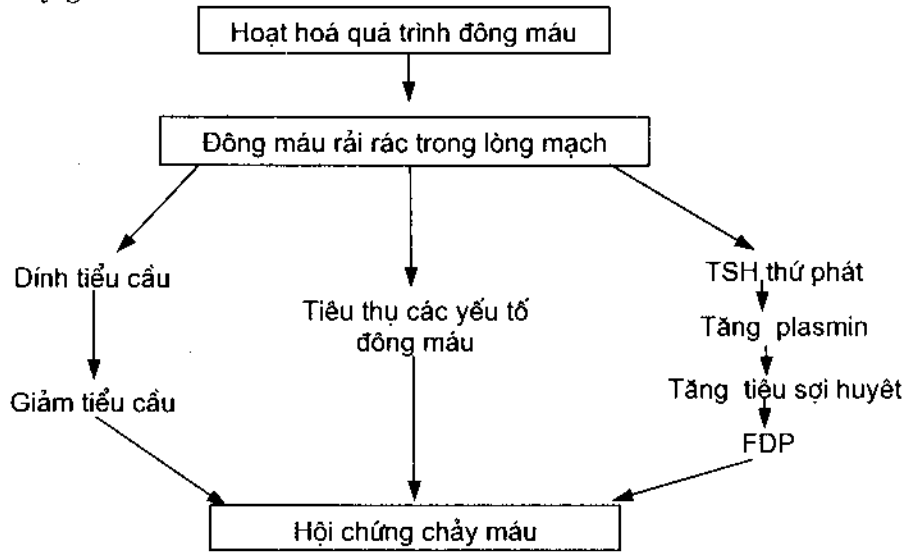 Hoạt hoá quá trình đông máu
Đông máu rải rác trong lòng mạch
Dính tiểu cầu
Giảm tiểu cầu
Tiêu thụ các yếu tố
đông máu
TSH thứ phát
Tăng plasmin
Tăng tiêu sợi huyêt
FDP
Hội chứng chảy máu